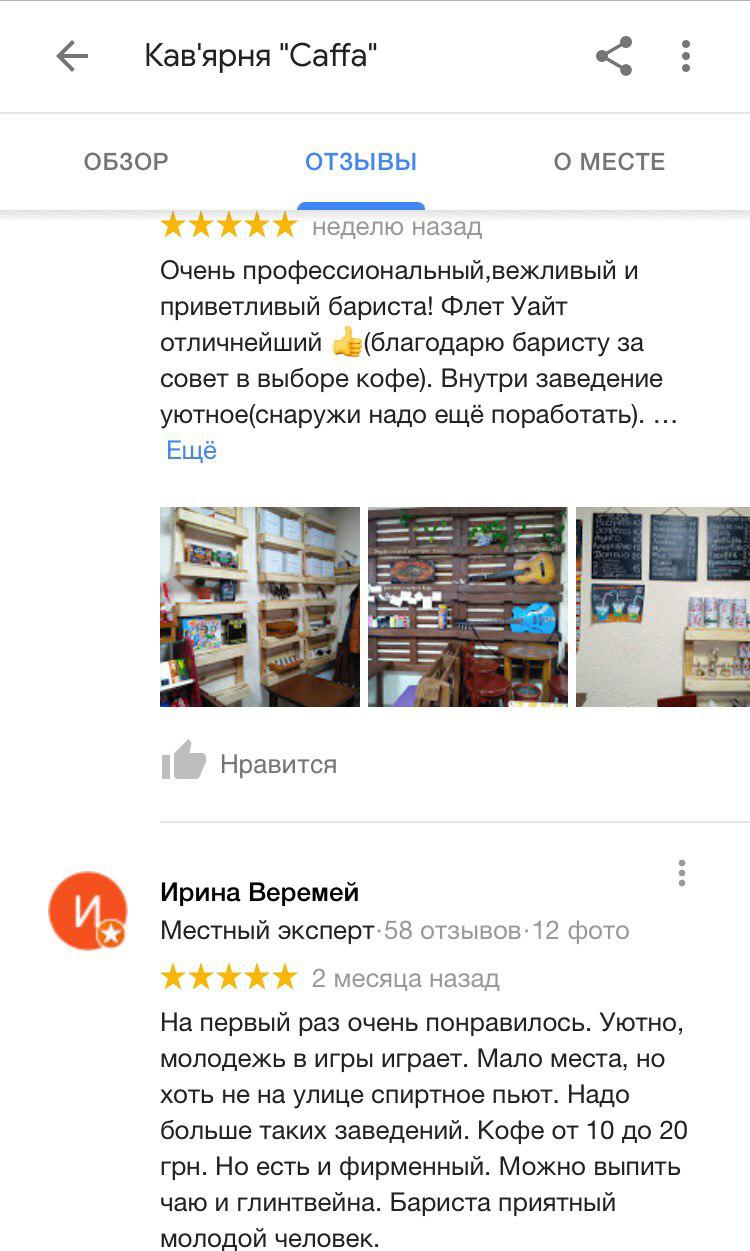 Кав'ярня "Caffa"
ОБЗОР
ОТЗЫВЫ
О МЕСТЕ
неделю назад
Очень профессиональный,вежливый и
приветливый бариста! Флет Уайт
отличнейший 👍(благодарю баристу за
совет в выборе кофе). Внутри заведение
уютное(снаружи надо ещё поработать). …
Ещё
Нравится
И
Ирина Веремей
Местный эксперт·58 отзывов·12 фото
2 месяца назад
На первый раз очень понравилось. Уютно,
молодежь в игры играет. Мало места, но
хоть не на улице спиртное пьют. Надо
больше таких заведений. Кофе от 10 до 20
грн. Но есть и фирменный. Можно выпить
чаю и глинтвейна. Бариста приятный
молодой человек.